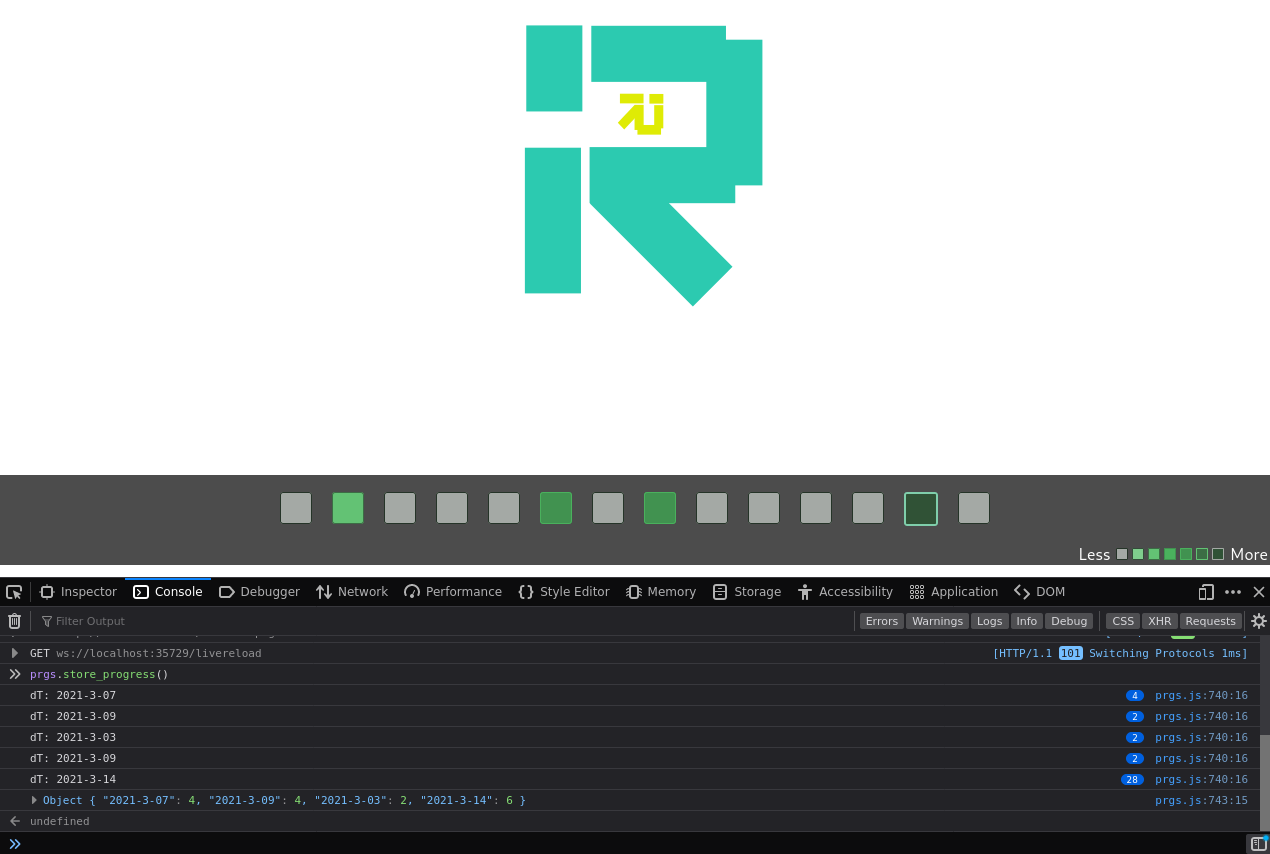 R
Less More
Inspector Console Debugger Network Performance Style Editor Memory Storage Accessibility Application DOM
Filter Output Errors Warnings Logs Info Debug CSS XHR Requests
GET ws://localhost:35729/livereload [HTTP/1.1 101 Switching Protocols 1ms]
prgs.store_progress()
dT: 2021-3-07 4 prgs.js:740:16
dT: 2021-3-09 2 prgs.js:740:16
dT: 2021-3-03 2 prgs.js:740:16
dT: 2021-3-09 2 prgs.js:740:16
dT: 2021-3-14 28 prgs.js:740:16
Object { "2021-3-07": 4, "2021-3-09": 4, "2021-3-03": 2, "2021-3-14": 6 } prgs.js:743:15
undefined